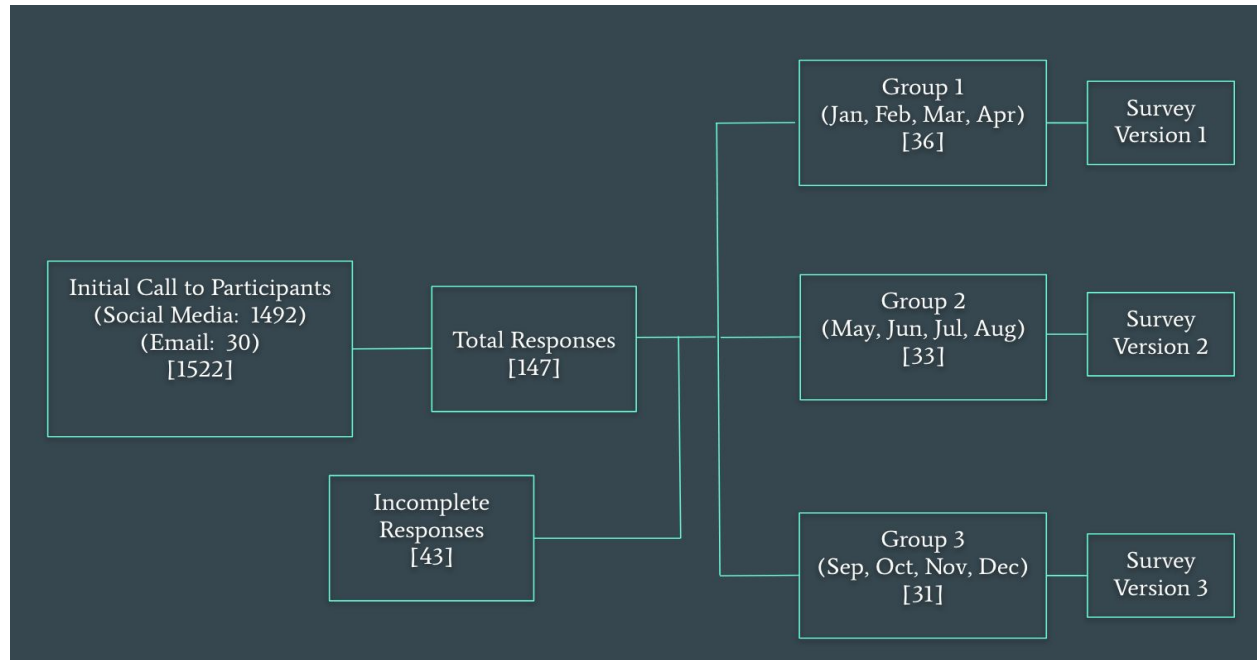 Initial Call to Participants
(Social Media: 1492)
(Email: 30)
[1522]
Total Responses
[147]
Incomplete
Responses
[43]
Group 1
(Jan, Feb, Mar, Apr)
[36]
Survey
Version 1
Group 2
(May, Jun, Jul, Aug)
[33]
Survey
Version 2
Group 3
(Sep, Oct, Nov, Dec)
[31]
Survey
Version 3